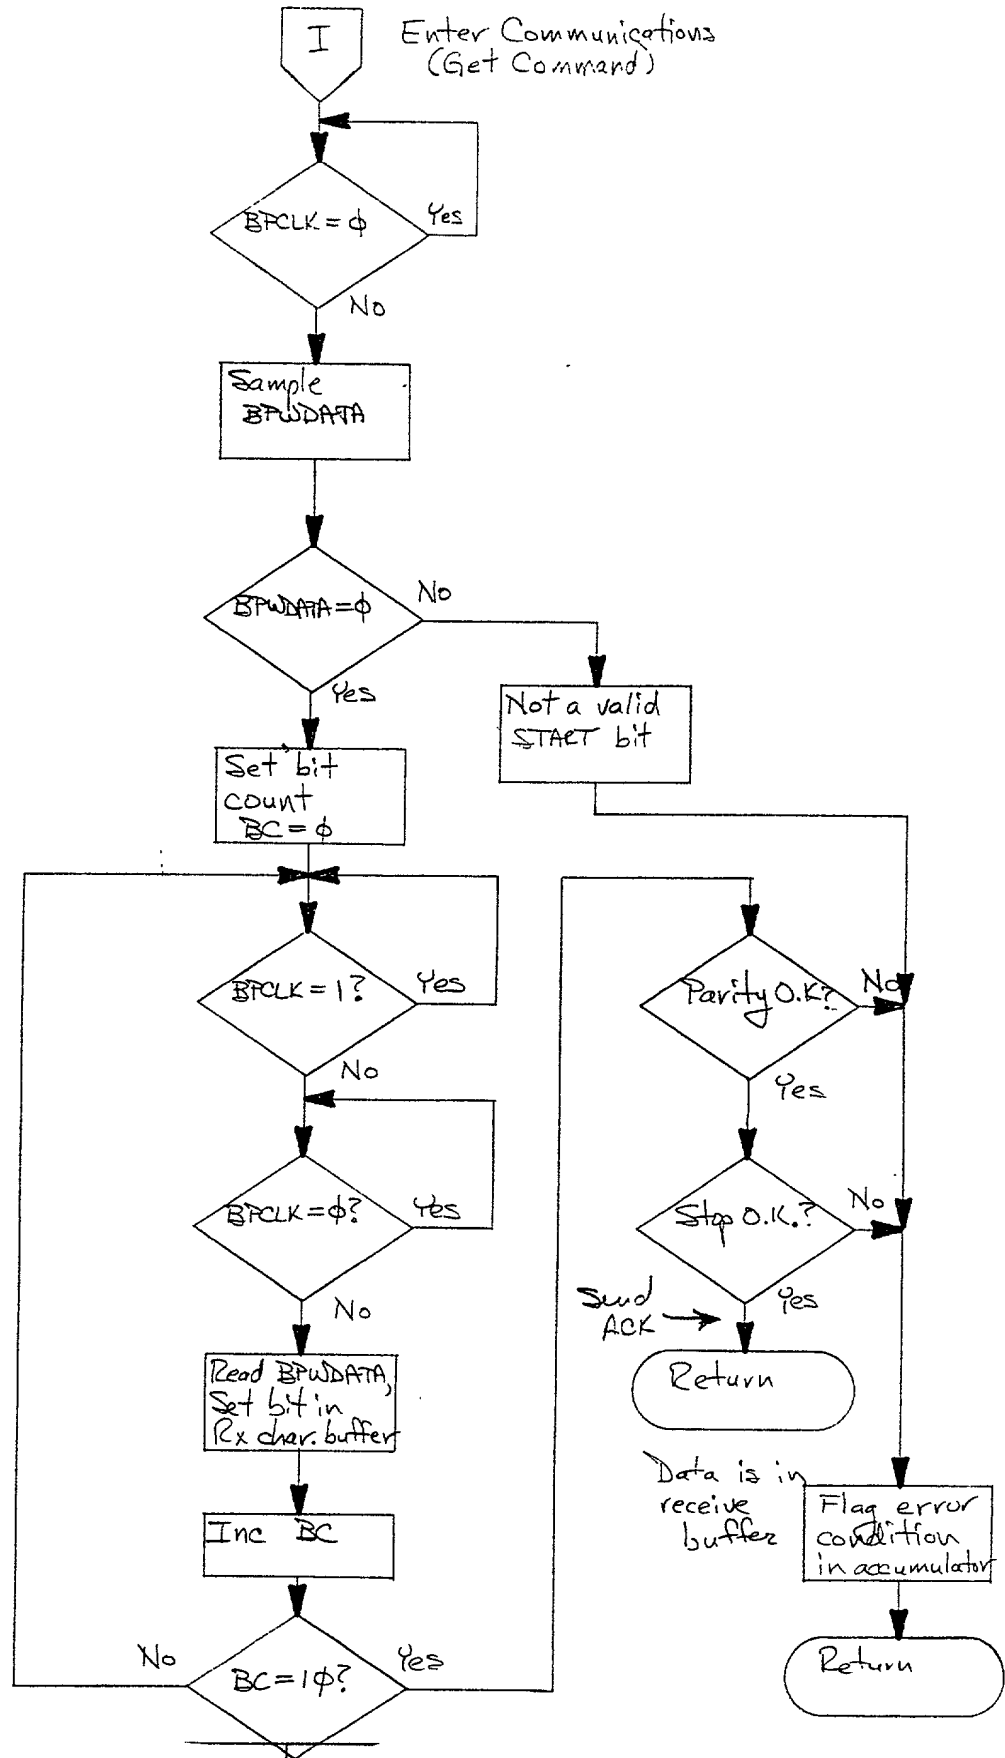 I
Enter Communications
(Get Command)
BPCLK = ϕ
Yes
No
Sample
BPWDATA
BPWDATA = ϕ
No
Yes
Not a valid
START bit
Set bit
count
BC = ϕ
BPCLK = 1?
Yes
No
BPCLK = ϕ?
Yes
No
Read BPWDATA,
Set bit in
Rx char. buffer
Inc BC
BC = 1ϕ?
No
Yes
Parity O.K?
No
Yes
Stop O.K.?
No
Yes
Send
ACK
Return
Data is in
receive
buffer
Flag error
condition
in accumulator
Return